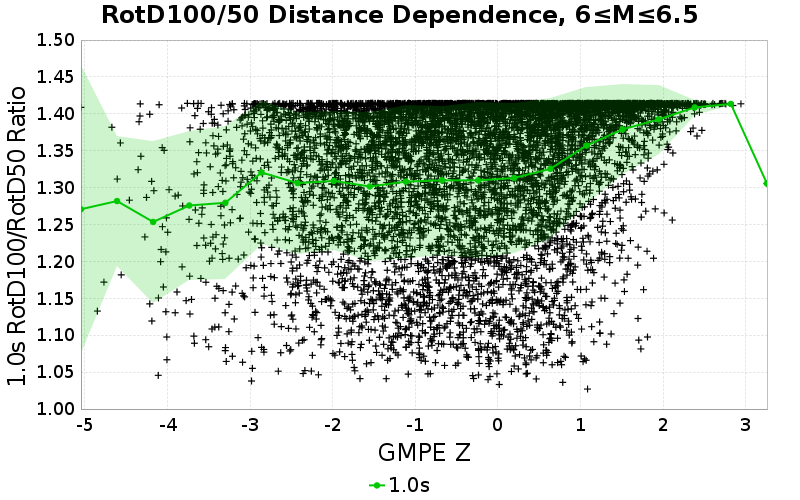 RotD100/50 Distance Dependence, 6≤M≤6.5
1.0s RotD100/RotD50 Ratio
1.50
1.45
1.40
1.35
1.30
1.25
1.20
1.15
1.10
1.05
1.00
-5 -4 -3 -2 -1 0 1 2 3
GMPE Z
1.0s